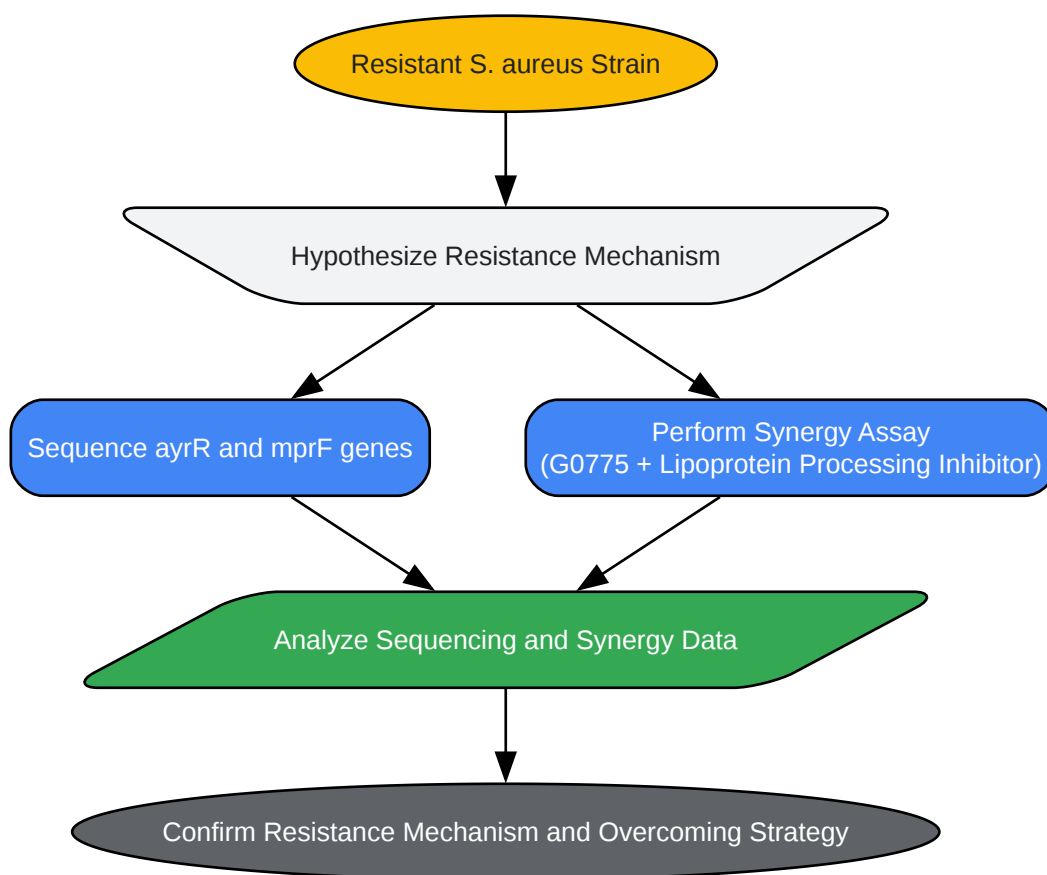 Resistant S. aureus Strain
Hypothesize Resistance Mechanism
Sequence ayrR and mprF genes
Perform Synergy Assay
(G0775 + Lipoprotein Processing Inhibitor)
Analyze Sequencing and Synergy Data
Confirm Resistance Mechanism and Overcoming Strategy